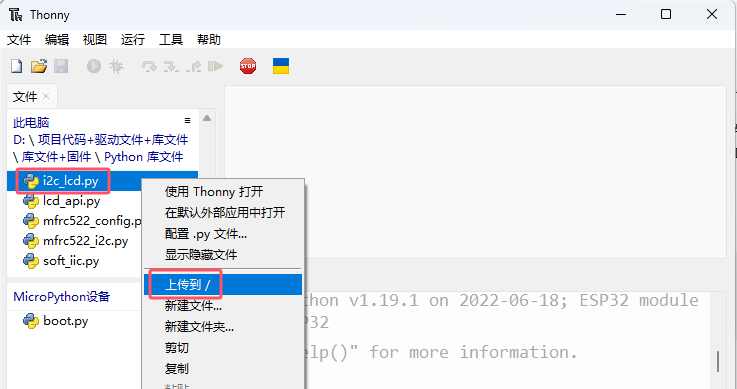 Thonny
文件 编辑 视图 运行 工具 帮助
STOP
文件
此电脑
D: \ 项目代码+驱动文件+库文件
\ 库文件+固件 \ Python 库文件
i2c_lcd.py
lcd_api.py
mfrc522_config.p
mfrc522_i2c.py
soft_iic.py
MicroPython设备
boot.py
使用 Thonny 打开
在默认外部应用中打开
配置 .py 文件...
显示隐藏文件
上传到 /
新建文件...
新建文件夹...
剪切
复制
thon v1.19.1 on 2022-06-18; ESP32 module
P32
elp()" for more information.